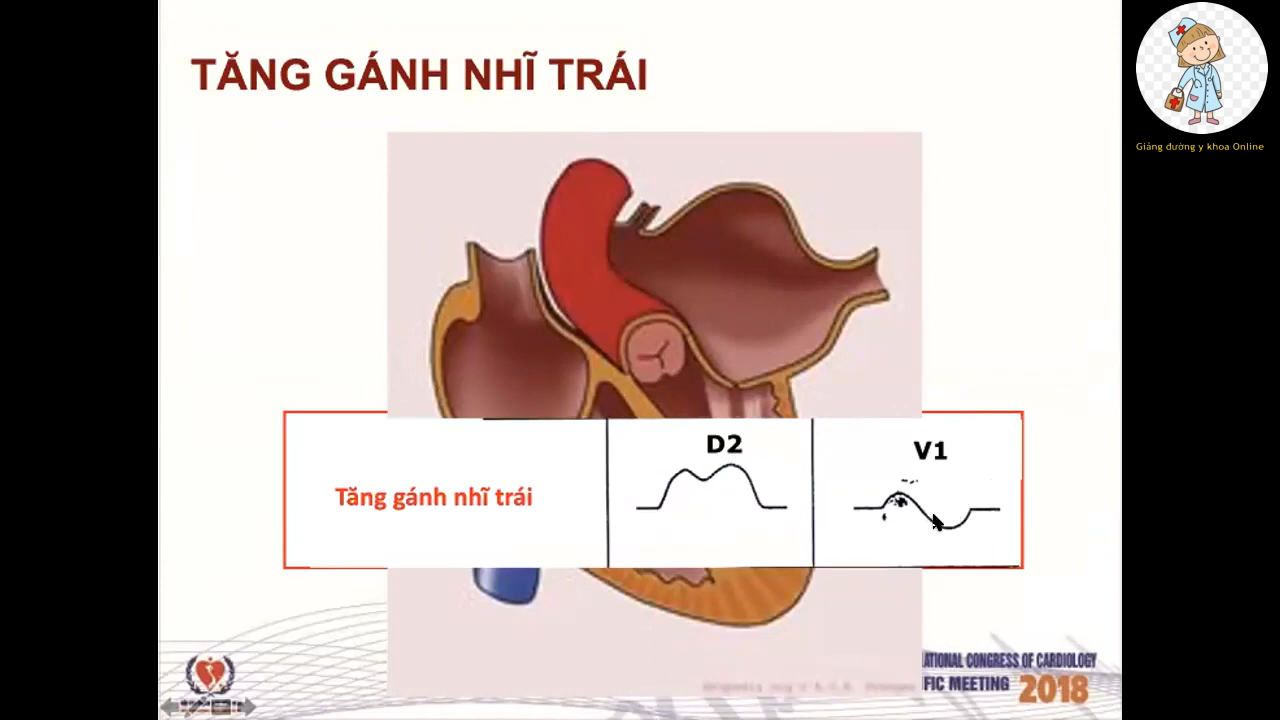 TĂNG GÁNH NHĨ TRÁI
Giảng đường y khoa Online
D2
V1
Tăng gánh nhĩ trái
ATIONAL CONGRESS OF CARDIOLOGY
FIC MEETING 2018